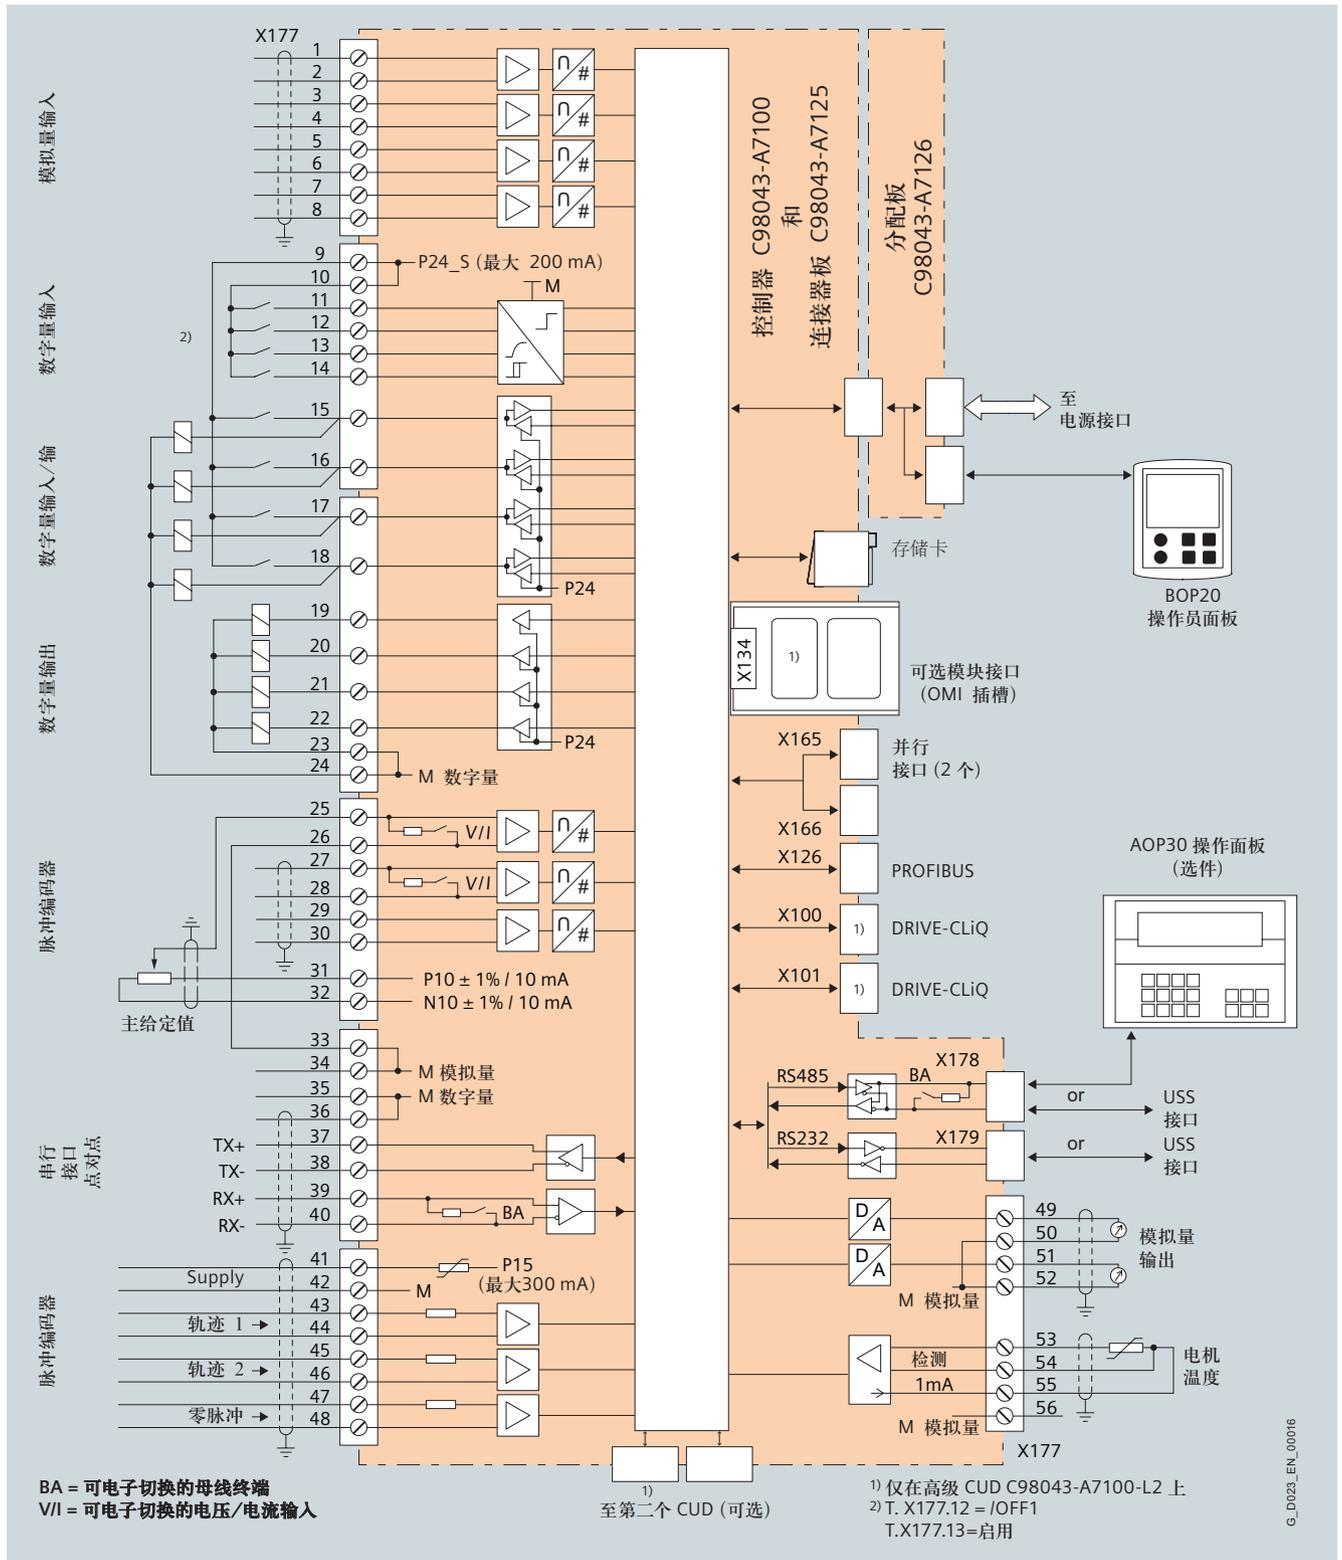 X177
模拟量输入
1
2
3
4
5
6
7
8
数字量输入
2)
9
10
11
12
13
14
P24_S (最大 200 mA)
M
数字量输入/输
15
16
17
18
P24
数字量输出
19
20
21
22
23
24
P24
M 数字量
脉冲编码器
25
26
27
28
29
30
31
32
V/I
V/I
P10 ± 1% / 10 mA
N10 ± 1% / 10 mA
主给定值
33
34
35
36
M 模拟量
M 数字量
串行
接口
点对点
TX+
TX-
RX+
RX-
37
38
39
40
BA
脉冲编码器
Supply
轨迹 1
轨迹 2
零脉冲
41
42
43
44
45
46
47
48
P15
(最大300 mA)
M
∩
#
∩
#
∩
#
∩
#
∩
#
∩
#
∩
#
控制器 C98043-A7100
和
连接器板 C98043-A7125
分配板
C98043-A7126
至
电源接口
BOP20
操作员面板
存储卡
X134
1)
可选模块接口
(OMI 插槽)
X165
X166
并行
接口 (2 个)
X126
PROFIBUS
X100
1)
DRIVE-CLiQ
X101
1)
DRIVE-CLiQ
AOP30 操作面板
(选件)
RS485
BA
X178
or
USS
接口
RS232
X179
or
USS
接口
D
A
D
A
49
50
51
52
模拟量
输出
M 模拟量
检测
1mA
53
54
55
56
电机
温度
M 模拟量
X177
1)
至第二个 CUD (可选)
BA = 可电子切换的母线终端
V/I = 可电子切换的电压/电流输入
1) 仅在高级 CUD C98043-A7100-L2 上
2) T. X177.12 = /OFF1
T.X177.13=启用
G_D023_EN_00016